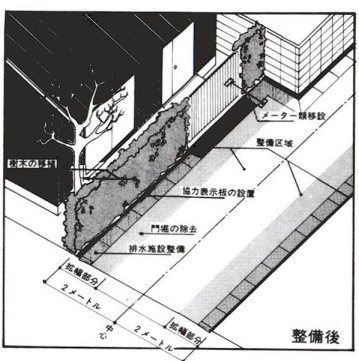 メーター類移設
整備区域
樹木の移植
協力表示板の設置
門塀の除去
排水施設整備
拡幅部分
2メートル
中心
2メートル
拡幅部分
整備後